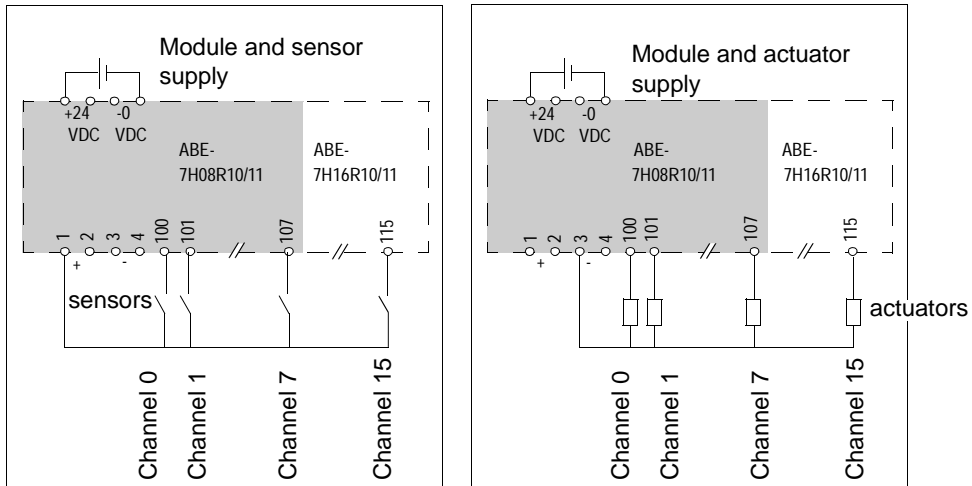 Module and sensor
supply
+24 -0
VDC VDC
ABE-
7H08R10/11
ABE-
7H16R10/11
1 2 3 4 100 101 107 115
+ -
sensors
Channel 0
Channel 1
Channel 7
Channel 15
Module and actuator
supply
+24 -0
VDC VDC
ABE-
7H08R10/11
ABE-
7H16R10/11
1 2 3 4 100 101 107 115
+ -
actuators
Channel 0
Channel 1
Channel 7
Channel 15